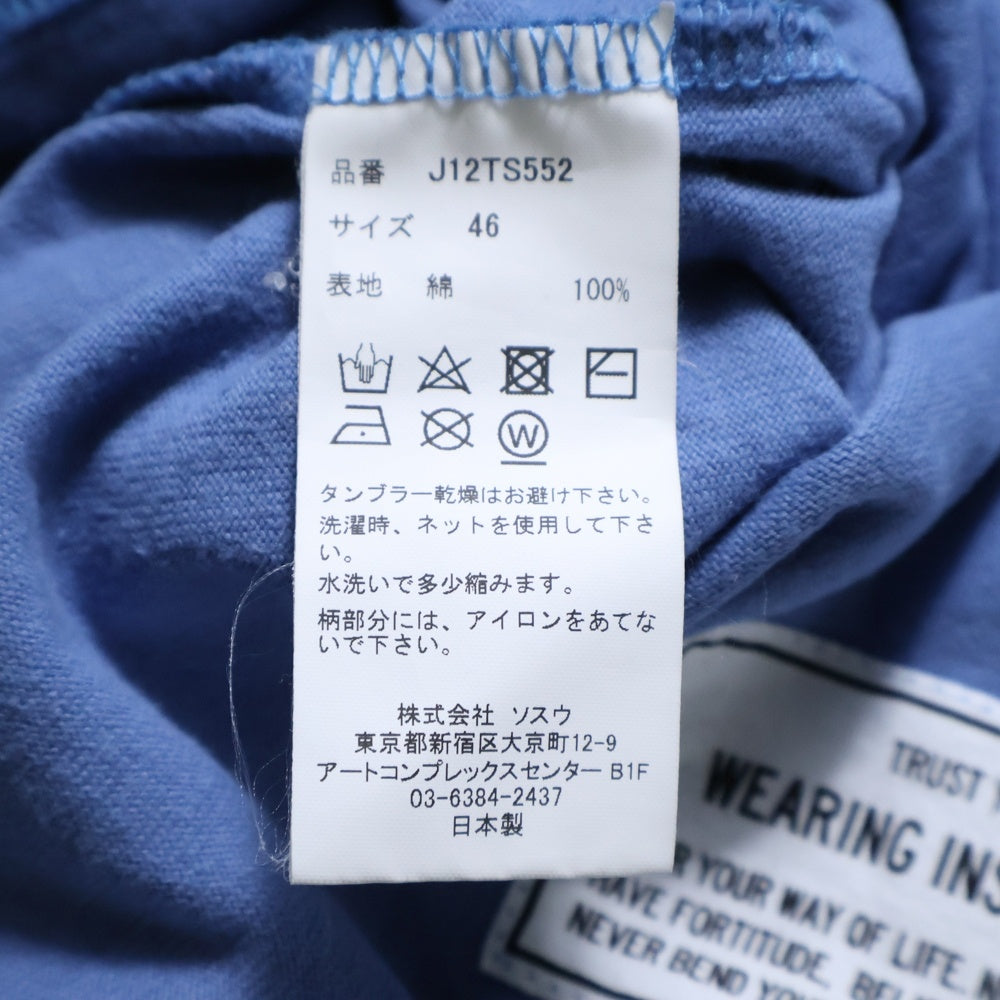 品番 J12TS552
サイズ 46
表地 綿 100%
W
タンブラー乾燥はお避け下さい。
洗濯時、ネットを使用して下さ
い。
水洗いで多少縮みます。
柄部分には、アイロンをあてな
いで下さい。
株式会社 ソスウ
東京都新宿区大京町12-9
アートコンプレックスセンター B1F
03-6384-2437
日本製
TRUST
WEARING
YOUR WAY OF LIFE.
HAVE FORTITUDE.
NEVER BEND